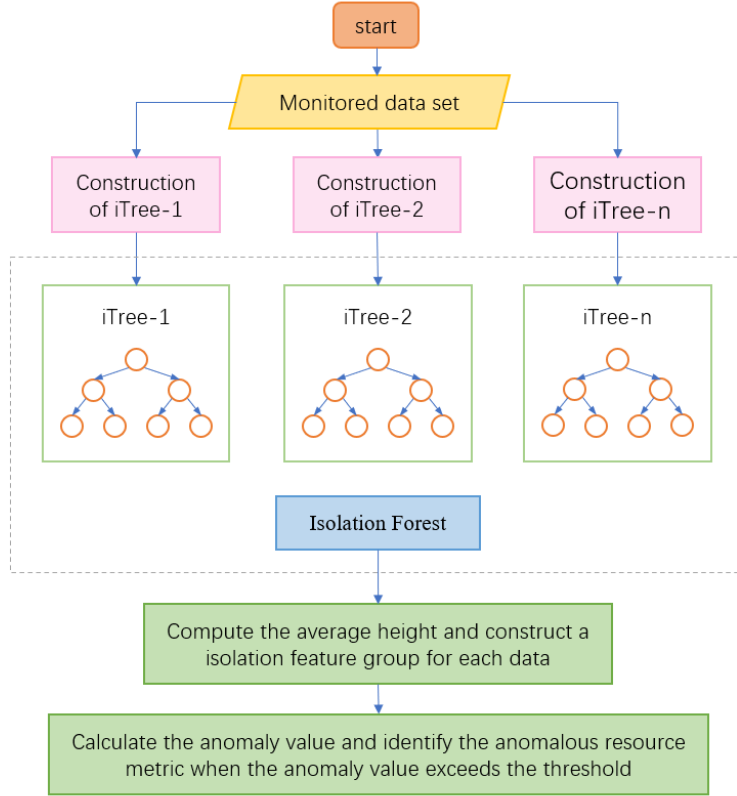 start
Monitored data set
Construction
of iTree-1
Construction
of iTree-2
Construction
of iTree-n
iTree-1
iTree-2
iTree-n
Isolation Forest
Compute the average height and construct a
isolation feature group for each data
Calculate the anomaly value and identify the anomalous resource
metric when the anomaly value exceeds the threshold